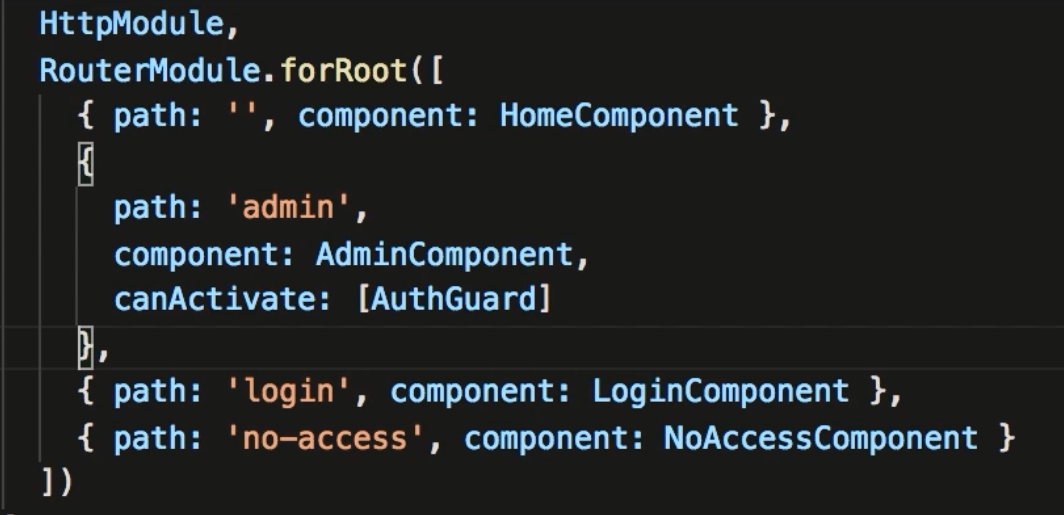 HttpModule,
RouterModule.forRoot([
{ path: '', component: HomeComponent },
{
path: 'admin',
component: AdminComponent,
canActivate: [AuthGuard]
},
{ path: 'login', component: LoginComponent },
{ path: 'no-access', component: NoAccessComponent }
])